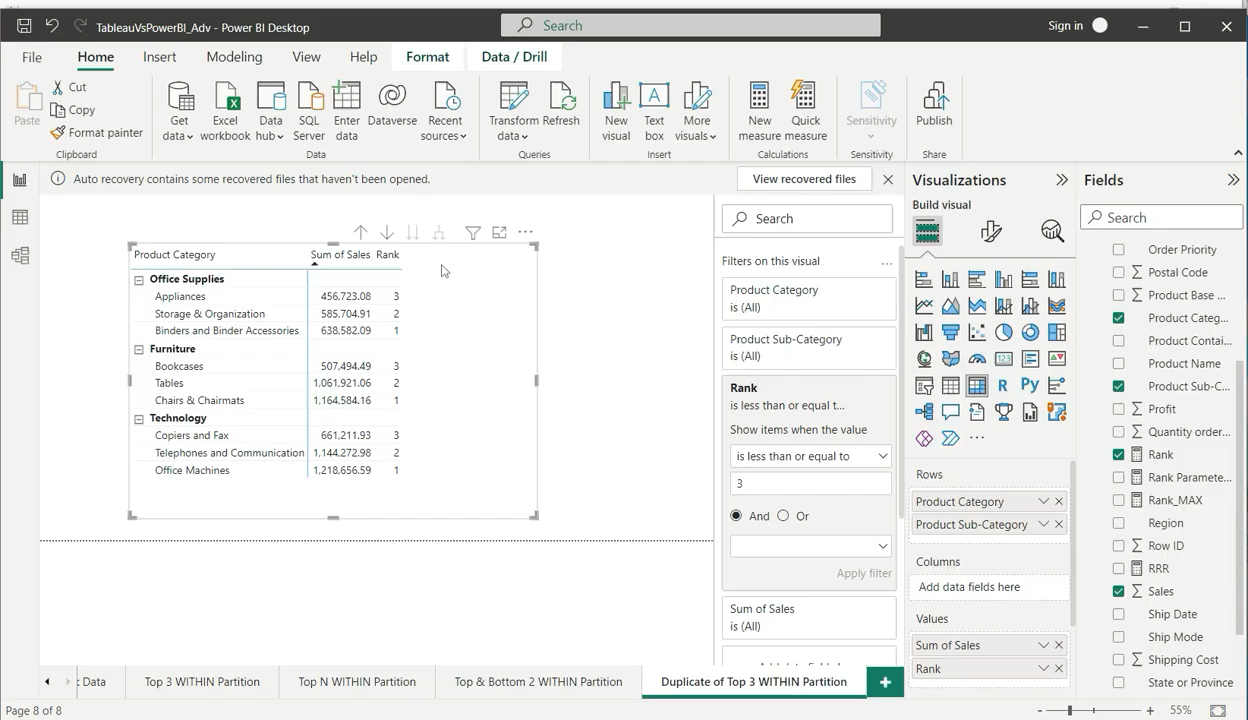 TableauVsPowerBI_Adv - Power BI Desktop
Search
Sign in
File
Home
Insert
Modeling
View
Help
Format
Data / Drill
Paste
Cut
Copy
Format painter
Clipboard
Get data
Excel workbook
Data hub
SQL Server
Enter data
Dataverse
Recent sources
Data
Transform data
Refresh
Queries
New visual
Text box
More visuals
Insert
New measure
Quick measure
Calculations
Sensitivity
Sensitivity
Publish
Share
Auto recovery contains some recovered files that haven't been opened.
View recovered files
Product Category Sum of Sales Rank
Office Supplies
Appliances 456,723.08 3
Storage & Organization 585,704.91 2
Binders and Binder Accessories 638,582.09 1
Furniture
Bookcases 507,494.49 3
Tables 1,061,921.06 2
Chairs & Chairmats 1,164,584.16 1
Technology
Copiers and Fax 661,211.93 3
Telephones and Communication 1,144,272.98 2
Office Machines 1,218,656.59 1
Search
Filters on this visual ...
Product Category
is (All)
Product Sub-Category
is (All)
Rank
is less than or equal t...
Show items when the value
is less than or equal to
3
And Or
Apply filter
Sum of Sales
is (All)
Visualizations
Build visual
R Py
123
...
Rows
Product Category
Product Sub-Category
Columns
Add data fields here
Values
Sum of Sales
Rank
Fields
Search
Order Priority
Postal Code
Product Base ...
Product Categ...
Product Contai...
Product Name
Product Sub-C...
Profit
Quantity order...
Rank
Rank Paramete...
Rank_MAX
Region
Row ID
RRR
Sales
Ship Date
Ship Mode
Shipping Cost
State or Province
Data
Top 3 WITHIN Partition
Top N WITHIN Partition
Top & Bottom 2 WITHIN Partition
Duplicate of Top 3 WITHIN Partition
Page 8 of 8
- + 55%